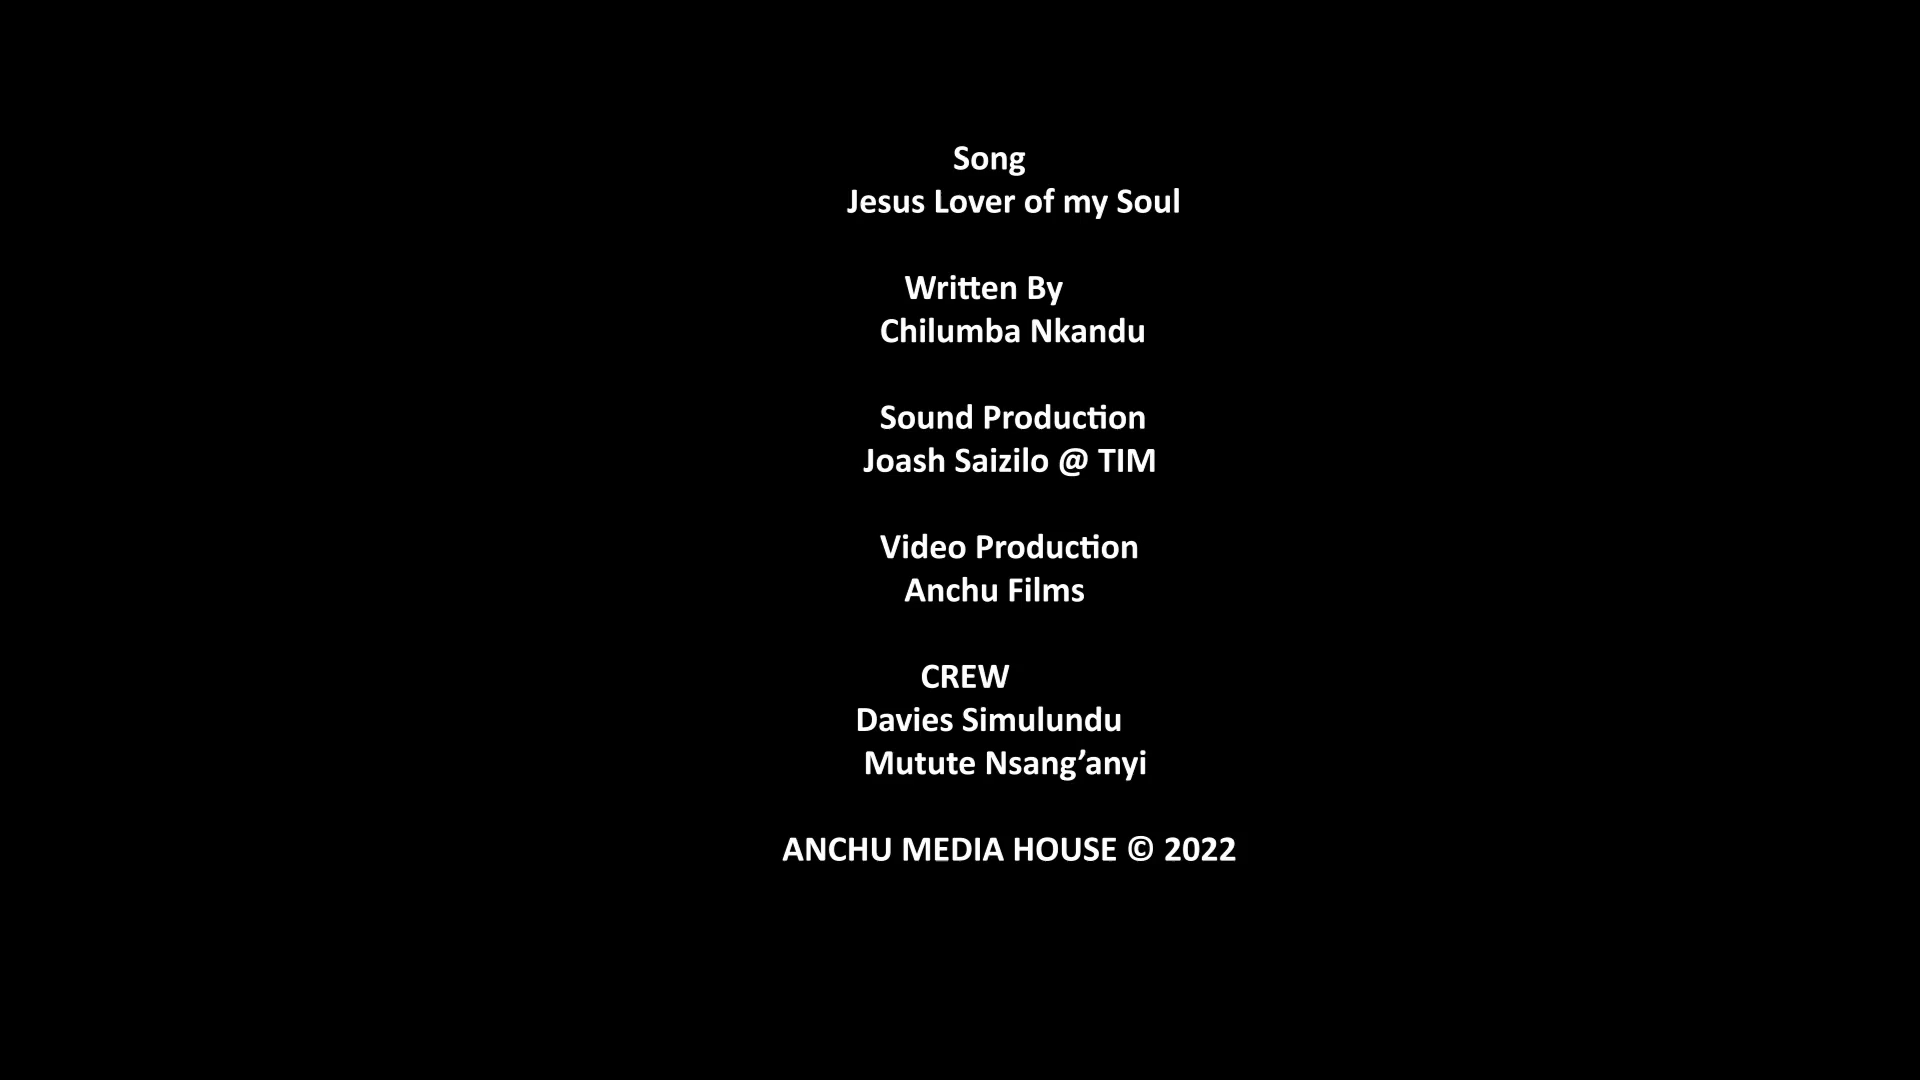 Song
Jesus Lover of my Soul
Written By
Chilumba Nkandu
Sound Production
Joash Saizilo @ TIM
Video Production
Anchu Films
CREW
Davies Simulundu
Mutute Nsang’anyi
ANCHU MEDIA HOUSE © 2022